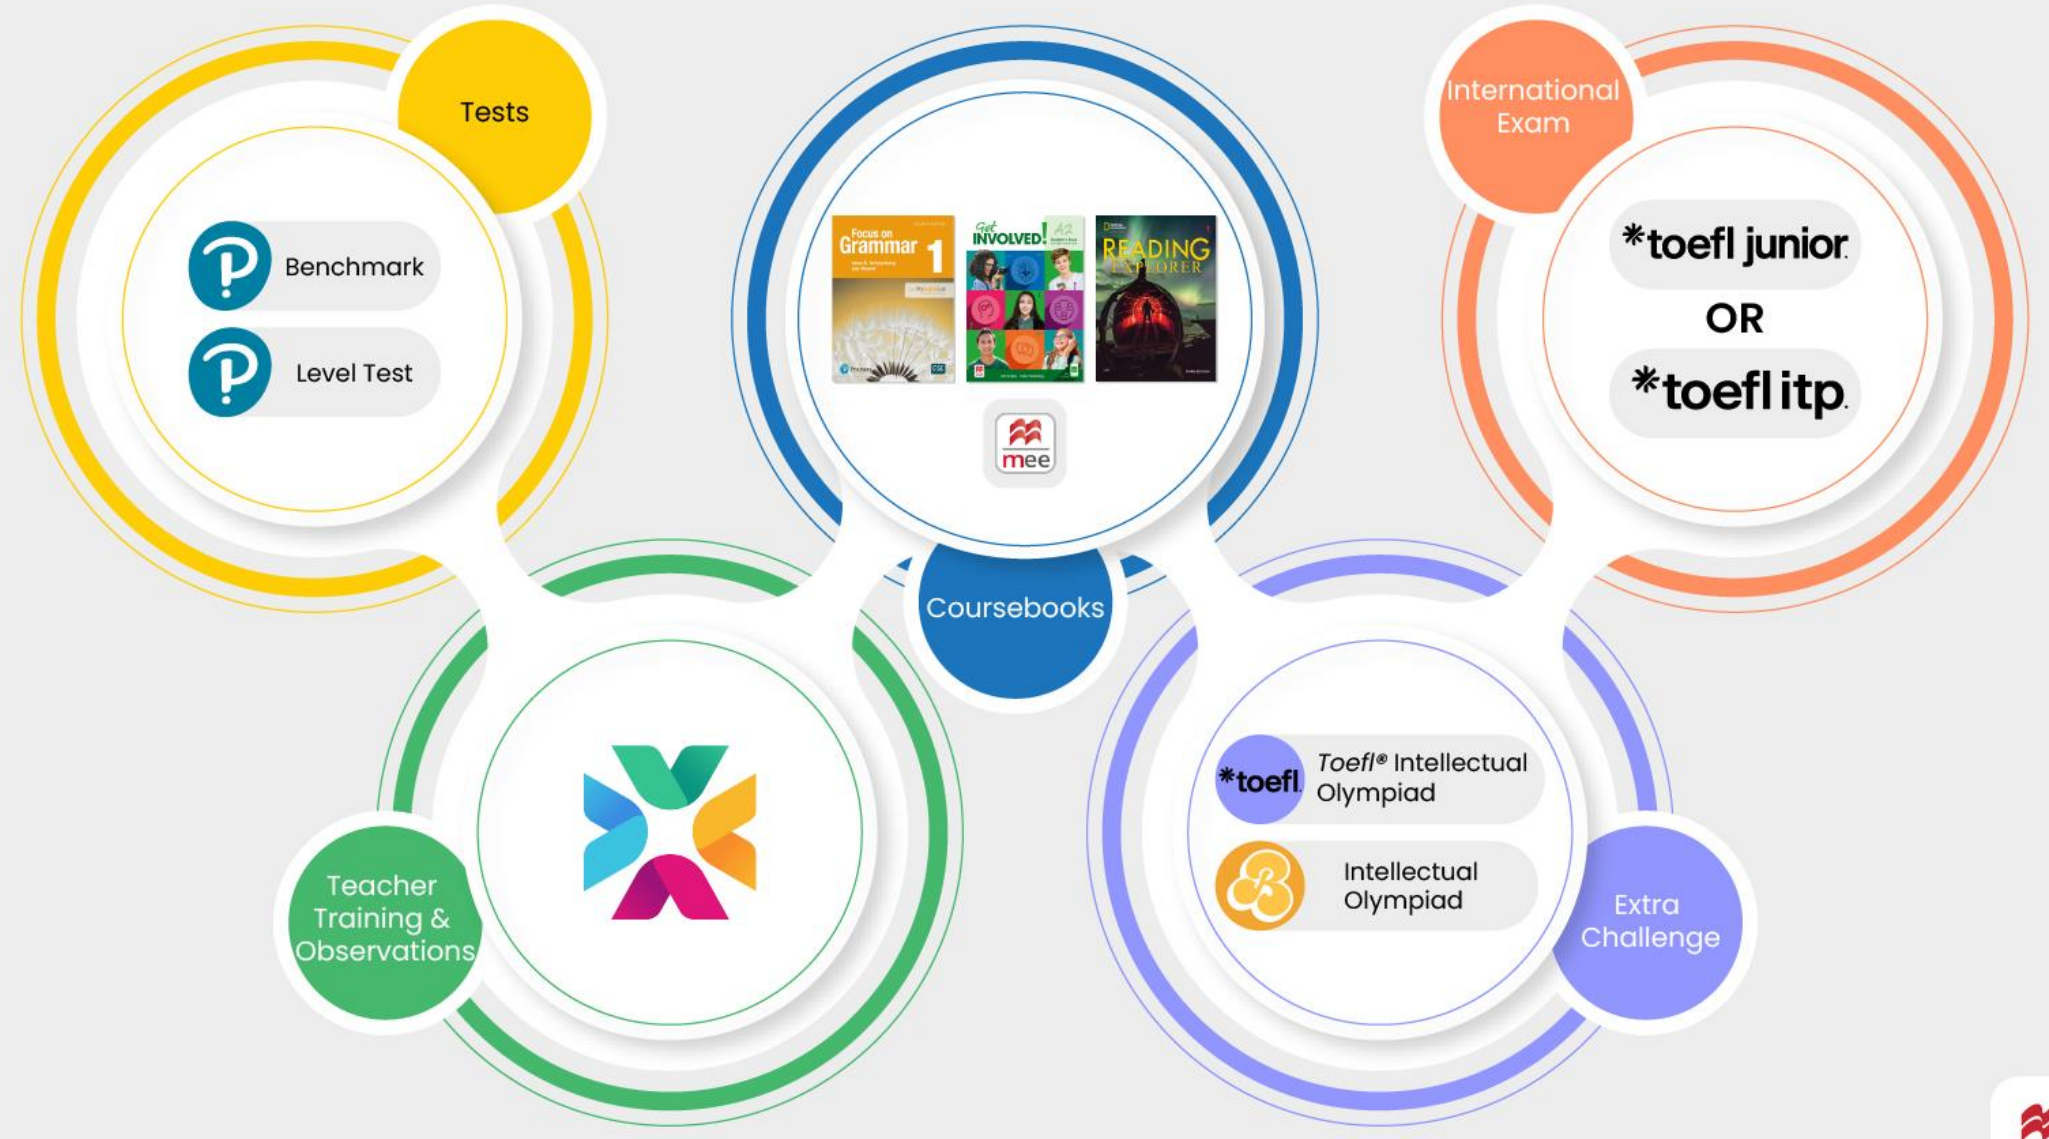 Tests
Benchmark
Level Test
Focus on
Grammar 1
Get
INVOLVED!
A2
READING
EXPLORER
mee
Coursebooks
International
Exam
*toefl junior.
OR
*toefl itp.
Teacher
Training &
Observations
*toefl.
Toefl® Intellectual
Olympiad
Intellectual
Olympiad
Extra
Challenge